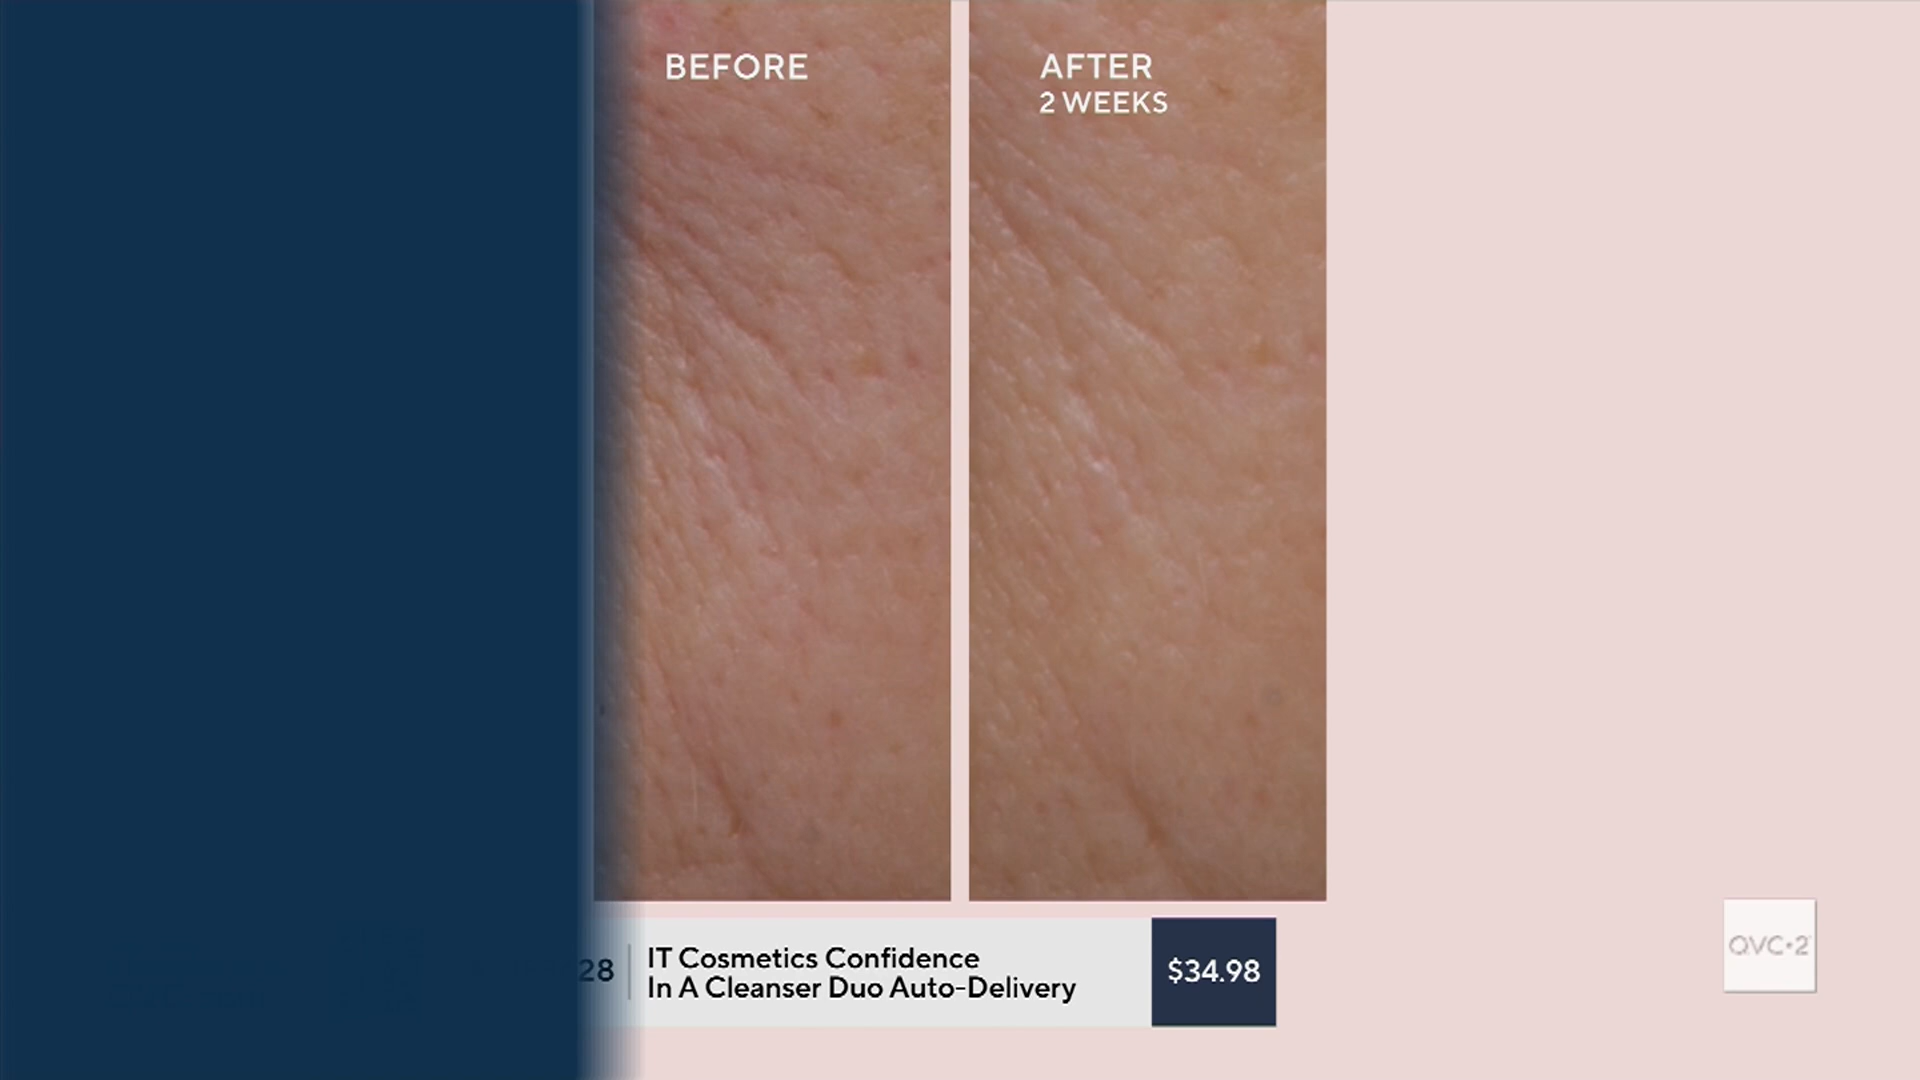 BEFORE
AFTER
2 WEEKS
28
IT Cosmetics Confidence
In A Cleanser Duo Auto-Delivery
$34.98
QVC•2